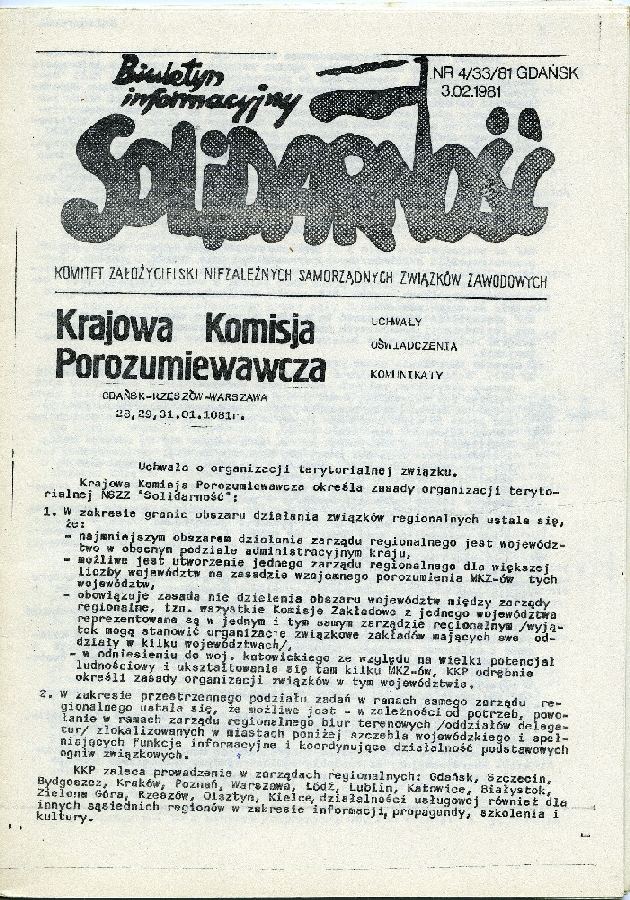 Biuletyn
informacyjny
NR 4/33/81 GDAŃSK
3.02.1981
SOLIDARNOŚĆ
KOMITET ZAŁOŻYCIELSKI NIEZALEŻNYCH SAMORZĄDNYCH ZWIĄZKÓW ZAWODOWYCH
Krajowa Komisja
Porozumiewawcza
UCHWAŁY
OŚWIADCZENIA
KOMUNIKATY
GDAŃSK-RZESZÓW-WARSZAWA
28,29,31.01.1981r.
Uchwała o organizacji terytorialnej związku.
Krajowa Komisja Porozumiewawcza określa zasady organizacji teryto-
rialnej NSZZ "Solidarność":
1. W zakresie granic obszaru działania związków regionalnych ustala się,
że:
- najmniejszym obszarem działania zarządu regionalnego jest wojewódz-
two w obecnym podziale administracyjnym kraju,
- możliwe jest utworzenie jednego zarządu regionalnego dla większej
liczby województw na zasadzie wzajemnego porozumienia MKZ-ów tych
województw,
- obowiązuje zasada nie dzielenia obszaru województw między zarządy
regionalne, tzn. wszystkie Komisje Zakładowe z jednego województwa
reprezentowane są w jednym i tym samym zarządzie regionalnym /wyją-
tek mogą stanowić organizacje związkowe zakładów mających swe od-
działy w kilku województwach/,
- w odniesieniu do woj. katowickiego ze względu na wielki potencjał
ludnościowy i ukształtowanie się tam kilku MKZ-ów, KKP odrębnie
określi zasady organizacji związków w tym województwie.
2. W zakresie przestrzennego podziału zadań w ramach samego zarządu re-
gionalnego ustala się, że możliwe jest - w zależności od potrzeb, powo-
łanie w ramach zarządu regionalnego biur terenowych /oddziałów delega-
tur/ zlokalizowanych w miastach poniżej szczebla wojewódzkiego i speł-
niających funkcje informacyjne i koordynujące działalność podstawowych
ogniw związkowych.
KKP zaleca prowadzenie w zarządach regionalnych: Gdańsk, Szczecin,
Bydgoszcz, Kraków, Poznań, Warszawa, Łódź, Lublin, Katowice, Białystok,
Zielona Góra, Rzeszów, Olsztyn, Kielce, działalności usługowej również dla
innych sąsiednich regionów w zakresie informacji, propagandy, szkolenia i
kultury.